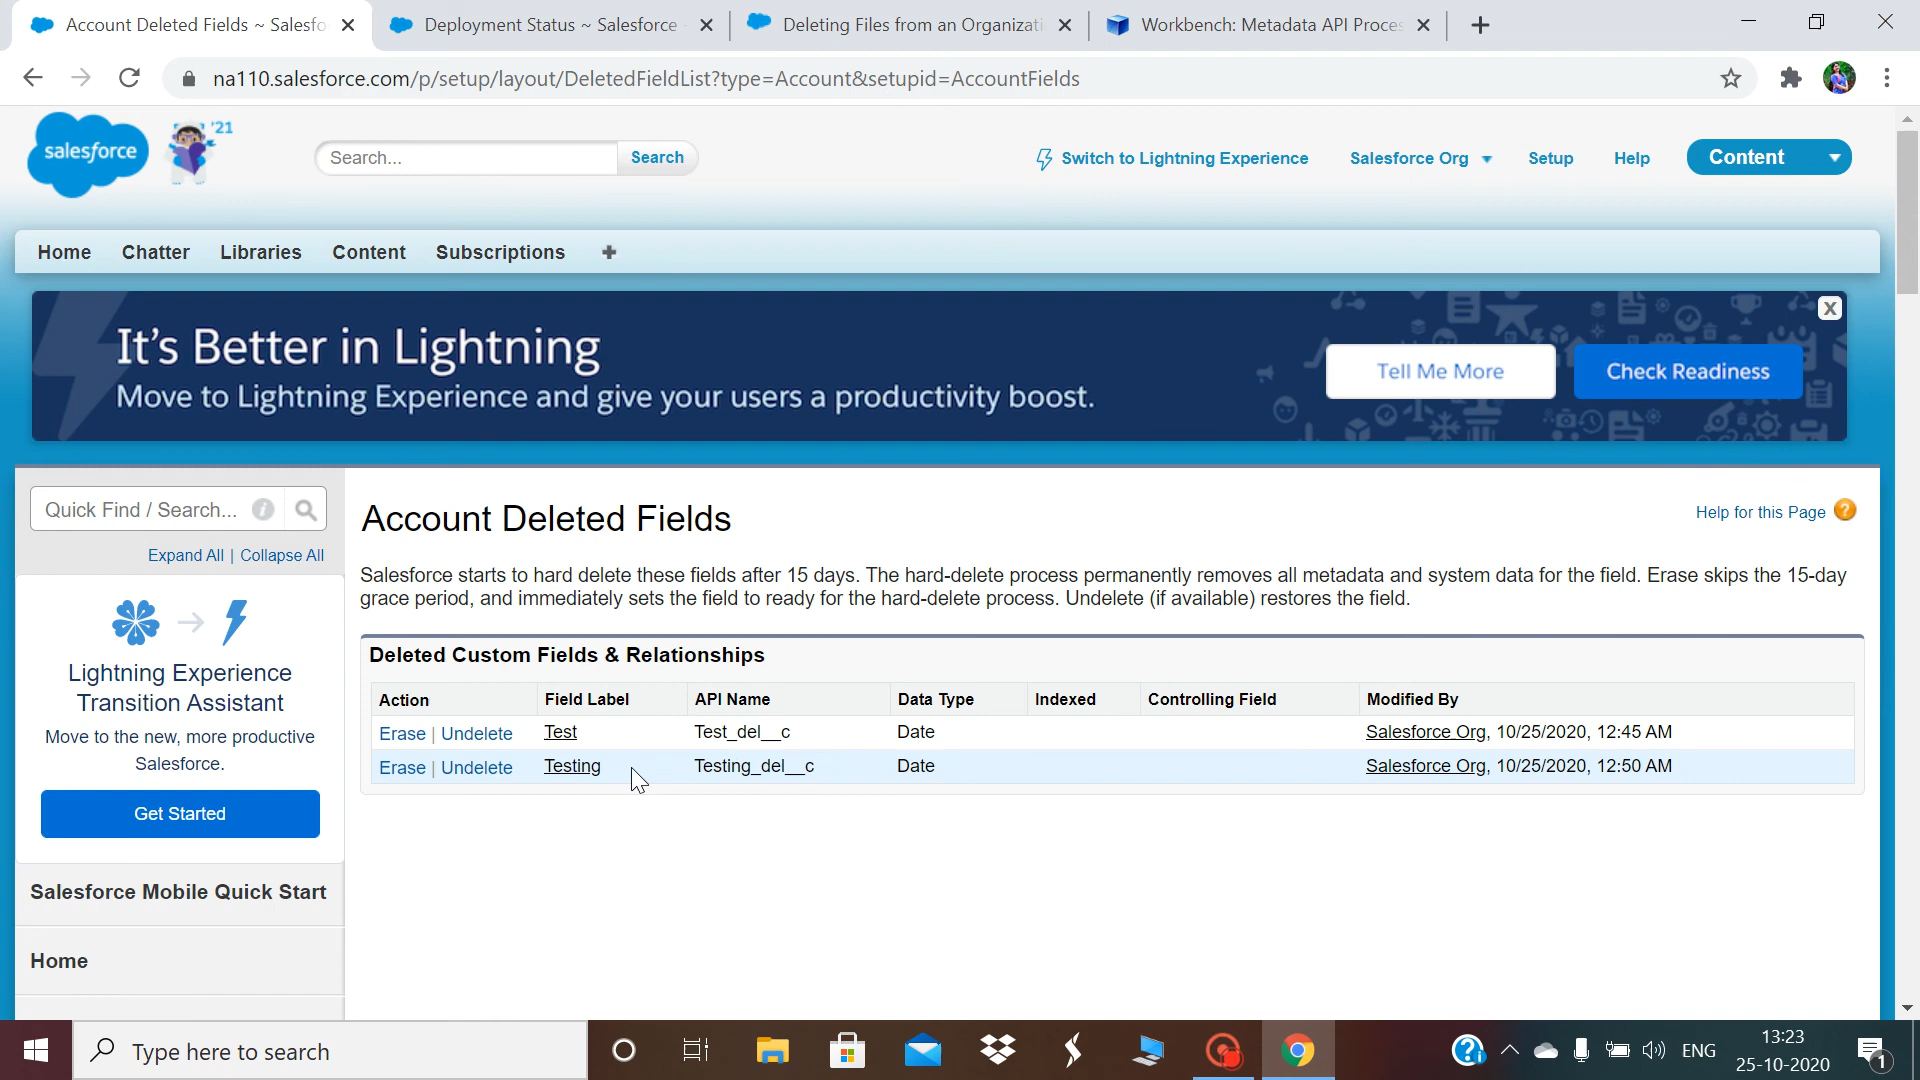 Account Deleted Fields ~ Salesfo
Deployment Status ~ Salesforce
Deleting Files from an Organizati
Workbench: Metadata API Proces
na110.salesforce.com/p/setup/layout/DeletedFieldList?type=Account&setupid=AccountFields
salesforce
'21
Search...
Search
Switch to Lightning Experience
Salesforce Org
Setup
Help
Content
Home
Chatter
Libraries
Content
Subscriptions
It's Better in Lightning
Move to Lightning Experience and give your users a productivity boost.
Tell Me More
Check Readiness
X
Quick Find / Search...
Expand All | Collapse All
Lightning Experience
Transition Assistant
Move to the new, more productive
Salesforce.
Get Started
Salesforce Mobile Quick Start
Home
Account Deleted Fields
Help for this Page
Salesforce starts to hard delete these fields after 15 days. The hard-delete process permanently removes all metadata and system data for the field. Erase skips the 15-day
grace period, and immediately sets the field to ready for the hard-delete process. Undelete (if available) restores the field.
Deleted Custom Fields & Relationships
Action Field Label API Name Data Type Indexed Controlling Field Modified By
Erase | Undelete Test Test_del__c Date Salesforce Org, 10/25/2020, 12:45 AM
Erase | Undelete Testing Testing_del__c Date Salesforce Org, 10/25/2020, 12:50 AM
Type here to search
ENG
13:23
25-10-2020
1